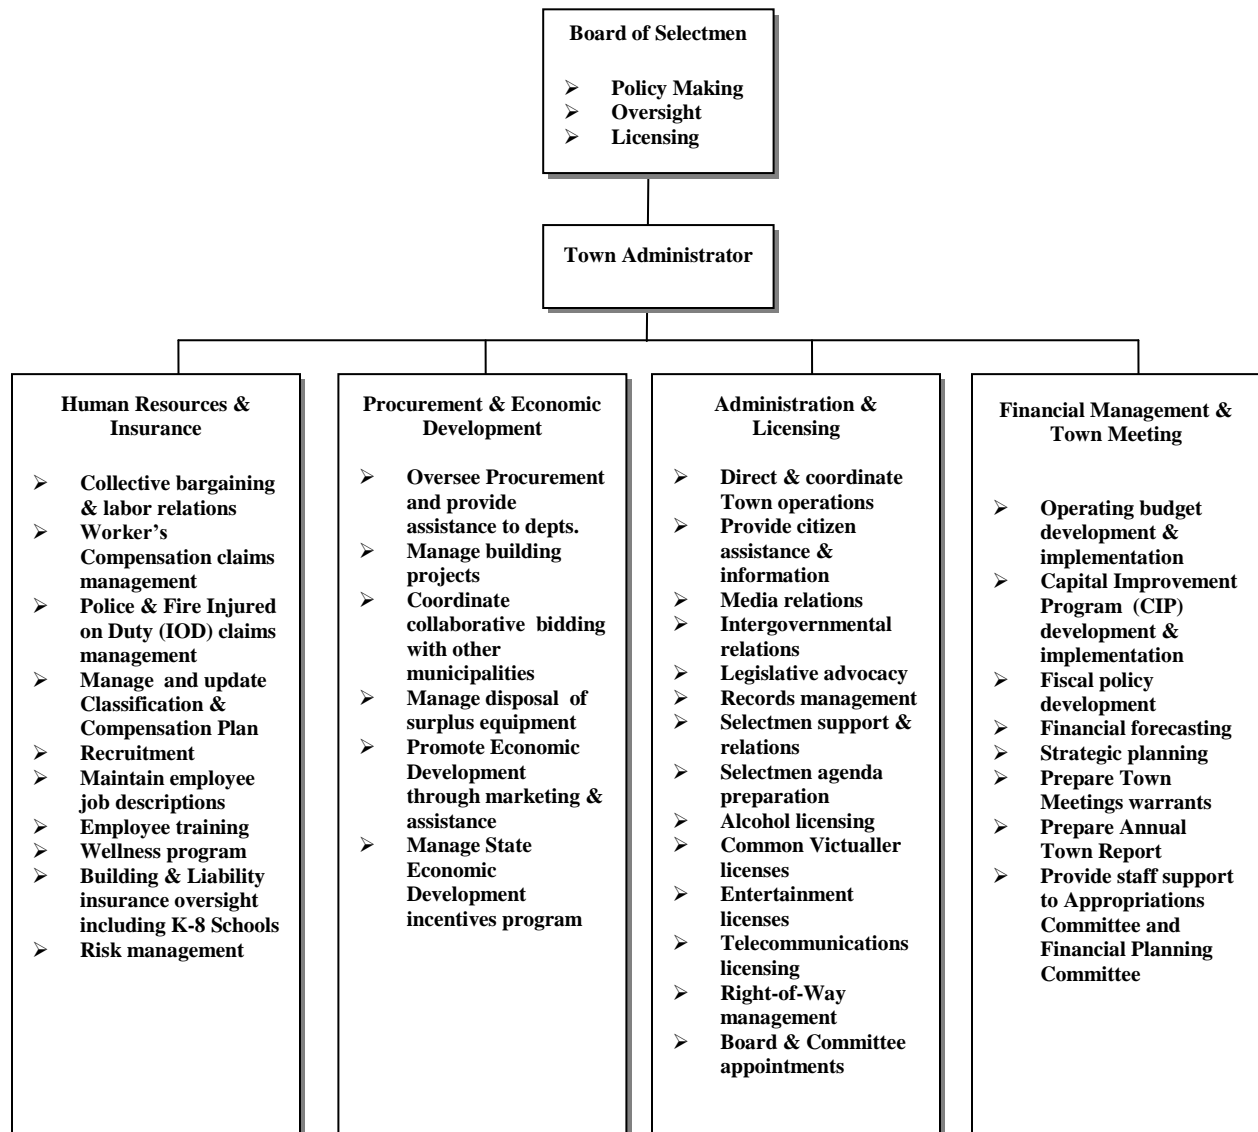 Board of Selectmen
➢ Policy Making
➢ Oversight
➢ Licensing
Town Administrator
Human Resources &
Insurance
➢ Collective bargaining
& labor relations
➢ Worker’s
Compensation claims
management
➢ Police & Fire Injured
on Duty (IOD) claims
management
➢ Manage and update
Classification &
Compensation Plan
➢ Recruitment
➢ Maintain employee
job descriptions
➢ Employee training
➢ Wellness program
➢ Building & Liability
insurance oversight
including K-8 Schools
➢ Risk management
Procurement & Economic
Development
➢ Oversee Procurement
and provide
assistance to depts.
➢ Manage building
projects
➢ Coordinate
collaborative bidding
with other
municipalities
➢ Manage disposal of
surplus equipment
➢ Promote Economic
Development
through marketing &
assistance
➢ Manage State
Economic
Development
incentives program
Administration &
Licensing
➢ Direct & coordinate
Town operations
➢ Provide citizen
assistance &
information
➢ Media relations
➢ Intergovernmental
relations
➢ Legislative advocacy
➢ Records management
➢ Selectmen support &
relations
➢ Selectmen agenda
preparation
➢ Alcohol licensing
➢ Common Victualler
licenses
➢ Entertainment
licenses
➢ Telecommunications
licensing
➢ Right-of-Way
management
➢ Board & Committee
appointments
Financial Management &
Town Meeting
➢ Operating budget
development &
implementation
➢ Capital Improvement
Program (CIP)
development &
implementation
➢ Fiscal policy
development
➢ Financial forecasting
➢ Strategic planning
➢ Prepare Town
Meetings warrants
➢ Prepare Annual
Town Report
➢ Provide staff support
to Appropriations
Committee and
Financial Planning
Committee